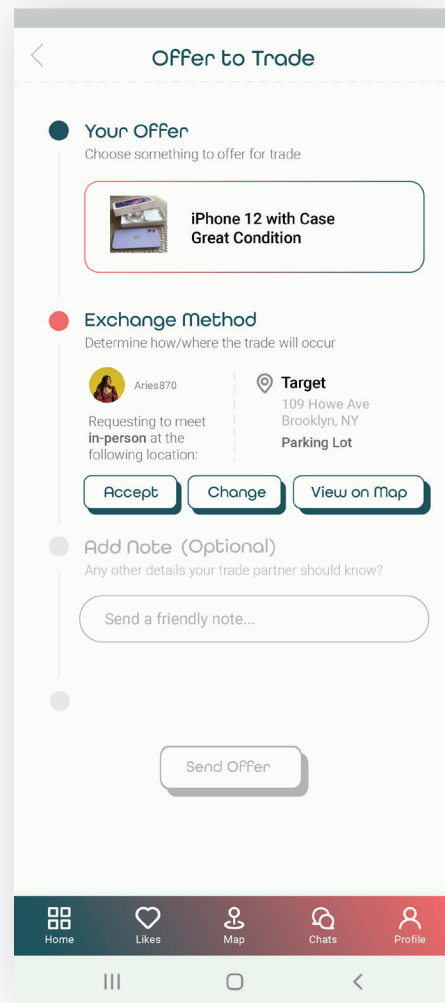 Offer to Trade
Your Offer
Choose something to offer for trade
iPhone 12 with Case
Great Condition
Exchange Method
Determine how/where the trade will occur
Aries870
Requesting to meet
in-person at the
following location:
Target
109 Howe Ave
Brooklyn, NY
Parking Lot
Accept
Change
View on Map
Add Note (Optional)
Any other details your trade partner should know?
Send a friendly note...
Send Offer
Home
Likes
Map
Chats
Profile